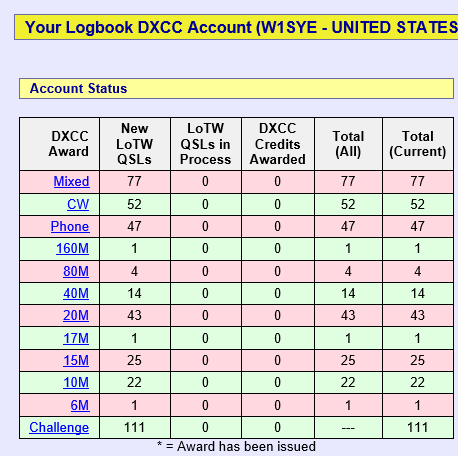 Your Logbook DXCC Account (W1SYE - UNITED STATES
Account Status
DXCC Award New LoTW QSLs LoTW QSLs in Process DXCC Credits Awarded Total (All) Total (Current)
Mixed 77 0 0 77 77
CW 52 0 0 52 52
Phone 47 0 0 47 47
160M 1 0 0 1 1
80M 4 0 0 4 4
40M 14 0 0 14 14
20M 43 0 0 43 43
17M 1 0 0 1 1
15M 25 0 0 25 25
10M 22 0 0 22 22
6M 1 0 0 1 1
Challenge 111 0 0 --- 111
* = Award has been issued